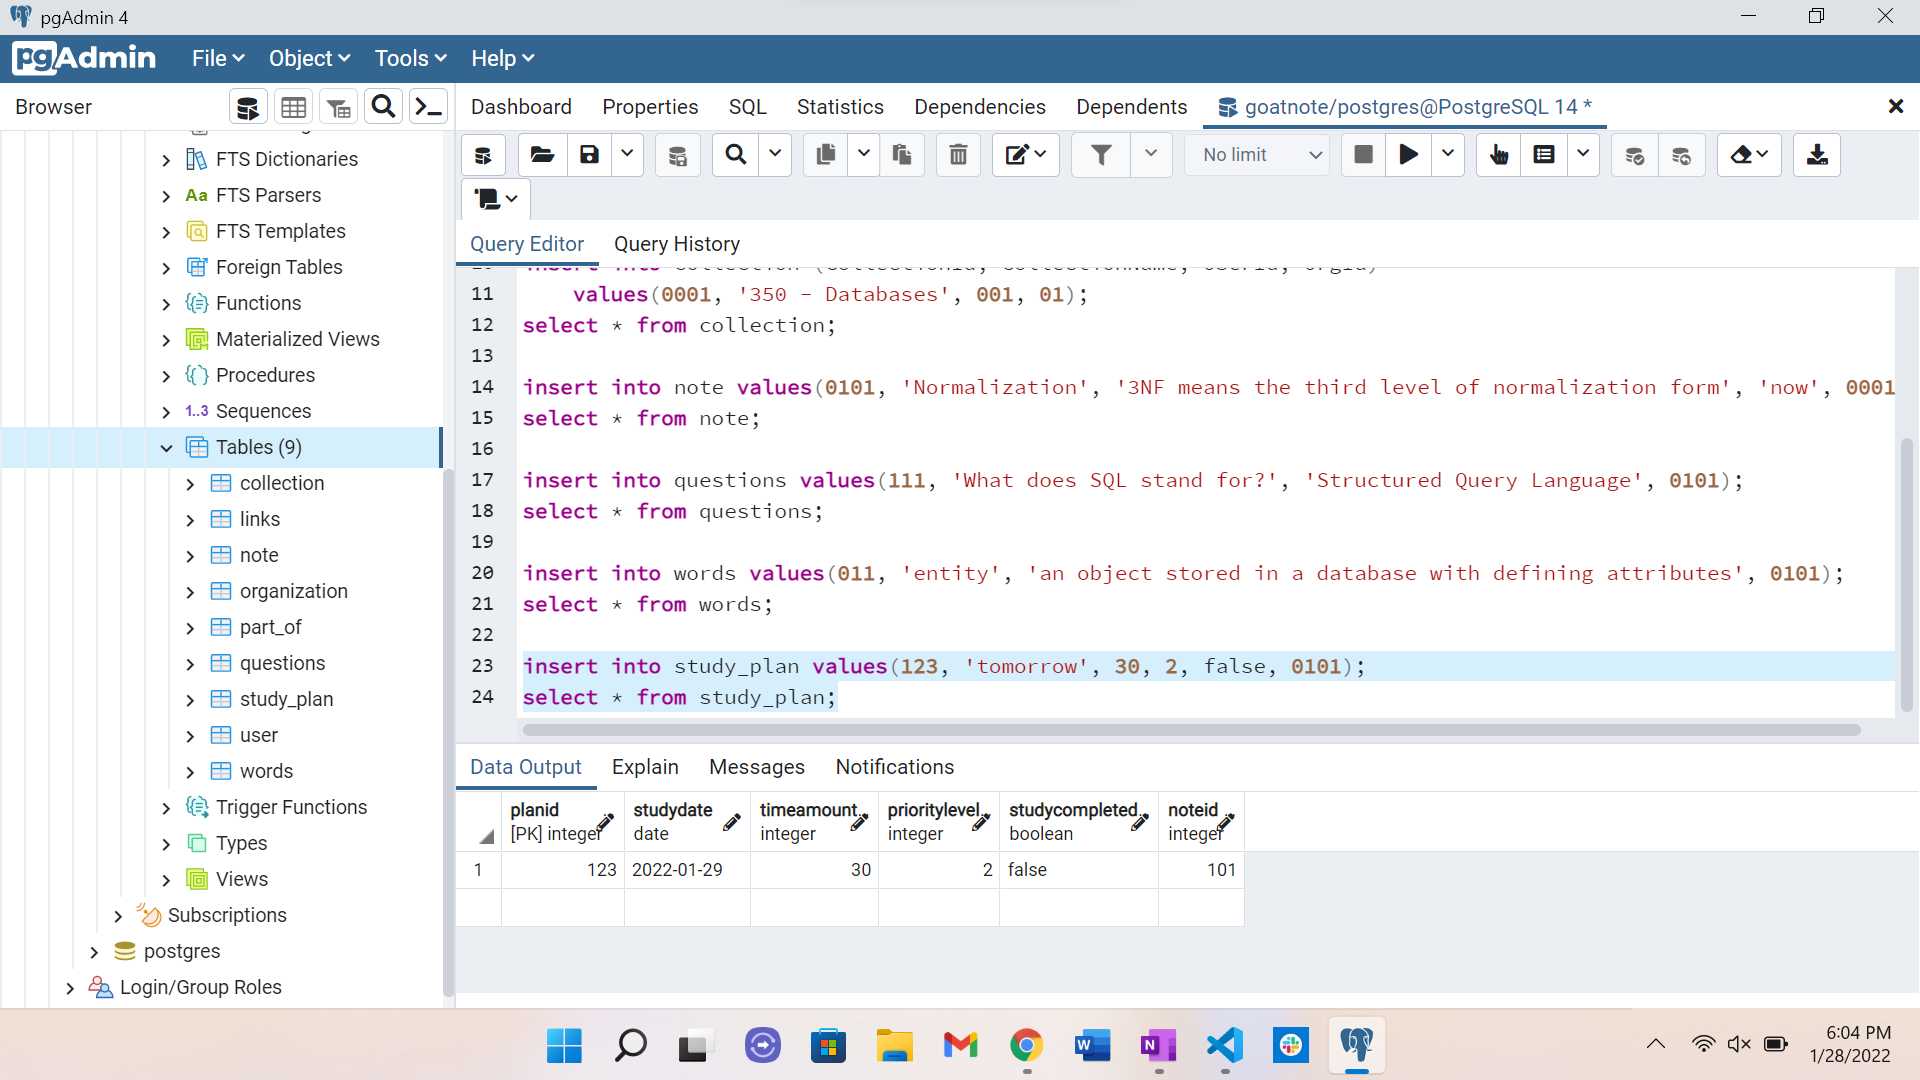 pgAdmin 4
pgAdmin
File
Object
Tools
Help
Browser
Dashboard
Properties
SQL
Statistics
Dependencies
Dependents
goatnote/postgres@PostgreSQL 14 *
No limit
Query Editor
Query History
FTS Dictionaries
Aa FTS Parsers
FTS Templates
Foreign Tables
Functions
Materialized Views
Procedures
1..3 Sequences
Tables (9)
collection
links
note
organization
part_of
questions
study_plan
user
words
Trigger Functions
Types
Views
Subscriptions
postgres
Login/Group Roles
11 values(0001, '350 - Databases', 001, 01);
12 select * from collection;
13
14 insert into note values(0101, 'Normalization', '3NF means the third level of normalization form', 'now', 0001
15 select * from note;
16
17 insert into questions values(111, 'What does SQL stand for?', 'Structured Query Language', 0101);
18 select * from questions;
19
20 insert into words values(011, 'entity', 'an object stored in a database with defining attributes', 0101);
21 select * from words;
22
23 insert into study_plan values(123, 'tomorrow', 30, 2, false, 0101);
24 select * from study_plan;
Data Output
Explain
Messages
Notifications
planid
[PK] integer
studydate
date
timeamount
integer
prioritylevel
integer
studycompleted
boolean
noteid
integer
1 123 2022-01-29 30 2 false 101
6:04 PM
1/28/2022